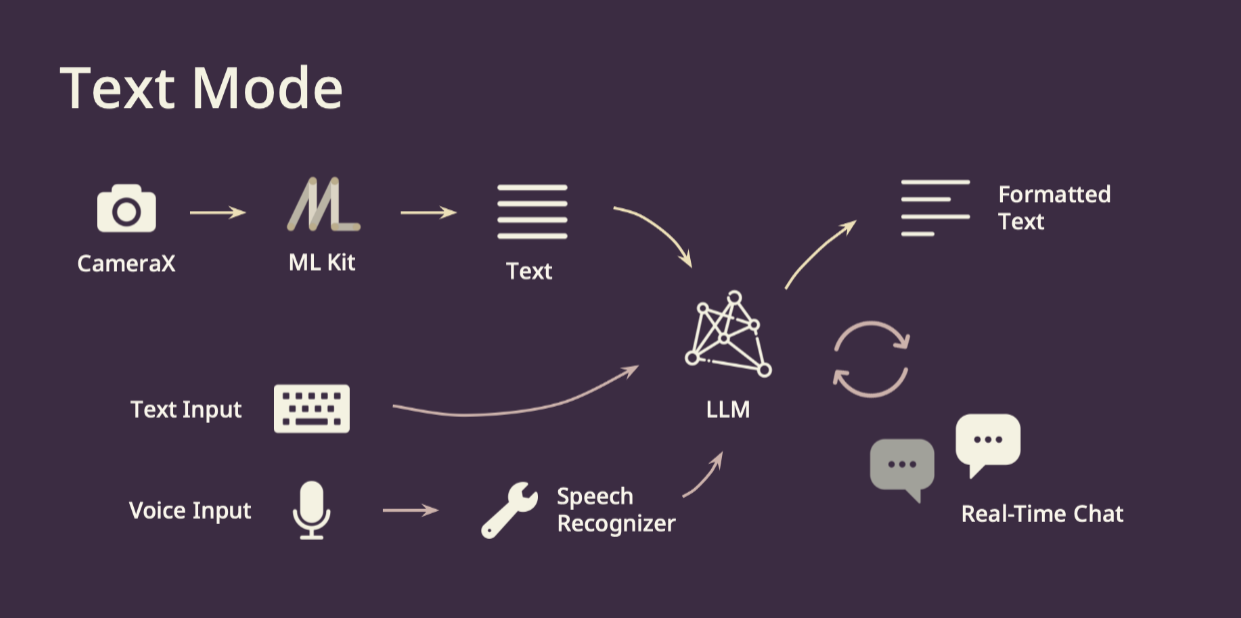 Text Mode
CameraX
ML Kit
Text
Formatted
Text
Text Input
LLM
Voice Input
Speech
Recognizer
Real-Time Chat